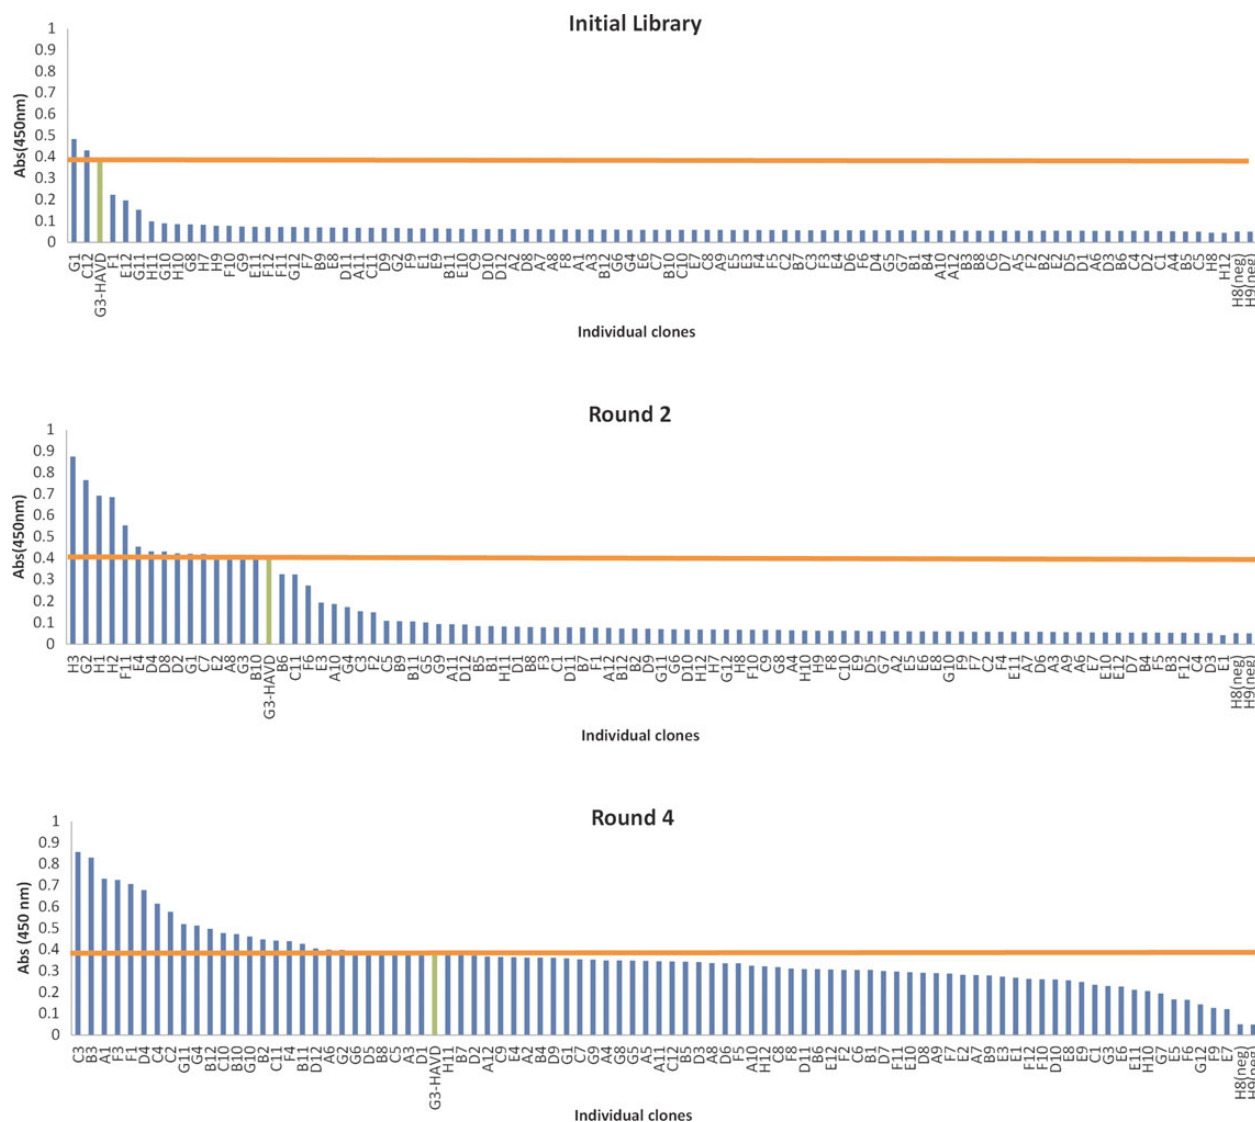 Initial Library
Abs(450nm)
1
0.9
0.8
0.7
0.6
0.5
0.4
0.3
0.2
0.1
0
G1 C12 G3-HAVD F1 E12 G11 H11 G10 H10 G8 H7 H9 F10 G9 E11 F12 F11 G12 F7 B9 E8 D11 A11 C11 D9 G2 F9 E1 E9 B11 E10 C9 D10 D12 A2 D8 A7 A8 F8 A1 A3 B12 G6 G4 E6 C7 B10 C10 E7 C8 A9 E5 E3 F4 F5 C2 B7 C3 F3 E4 D6 F6 D4 G5 G7 B1 B4 A10 A12 B3 B8 C6 D7 A5 F2 B2 E2 D5 D1 A6 D3 B6 C4 D2 C1 A4 B5 C5 H8 H12 H8(neg) H9(neg)
Individual clones
Round 2
Abs(450nm)
1
0.9
0.8
0.7
0.6
0.5
0.4
0.3
0.2
0.1
0
H3 G2 H1 H2 F11 E4 D4 D8 D2 G1 C7 E2 A8 G3 B10 G3-HAVD B6 C11 F6 E3 A10 G4 C3 F2 C5 B9 B11 G5 G9 A11 D12 B5 B1 H11 D1 B8 F3 C1 D11 B7 F1 A12 B12 B2 D9 G11 G6 D10 H12 H7 G12 H8 F10 C9 G8 A4 H10 H9 F8 C10 E9 D5 G7 A2 E5 E6 E8 G10 F9 F7 C2 F4 E11 A7 D6 A3 A9 A6 E7 E10 E12 D7 B4 F5 B3 F12 C4 D3 E1 H8(neg) H9(neg)
Individual clones
Round 4
Abs (450 nm)
1
0.9
0.8
0.7
0.6
0.5
0.4
0.3
0.2
0.1
0
C3 B3 A1 F3 F1 D4 C4 C2 G11 G4 B12 C10 B10 G10 B2 C11 F4 B11 D12 A6 G2 G6 D5 B8 C5 A3 D1 G3-HAVD H11 B7 D2 A12 C9 E4 A2 B4 D9 G1 C7 G9 A4 G8 G5 A5 A11 C12 B5 D3 A8 D6 F5 A10 H12 C8 F8 D11 B6 E12 F2 C6 B1 D7 F11 E10 D8 A9 F7 E2 A7 B9 E3 E1 F12 F10 D10 E8 E9 C1 G3 E6 E11 H10 G7 E5 F6 G12 F9 E7 H8(neg) H9(neg)
Individual clones